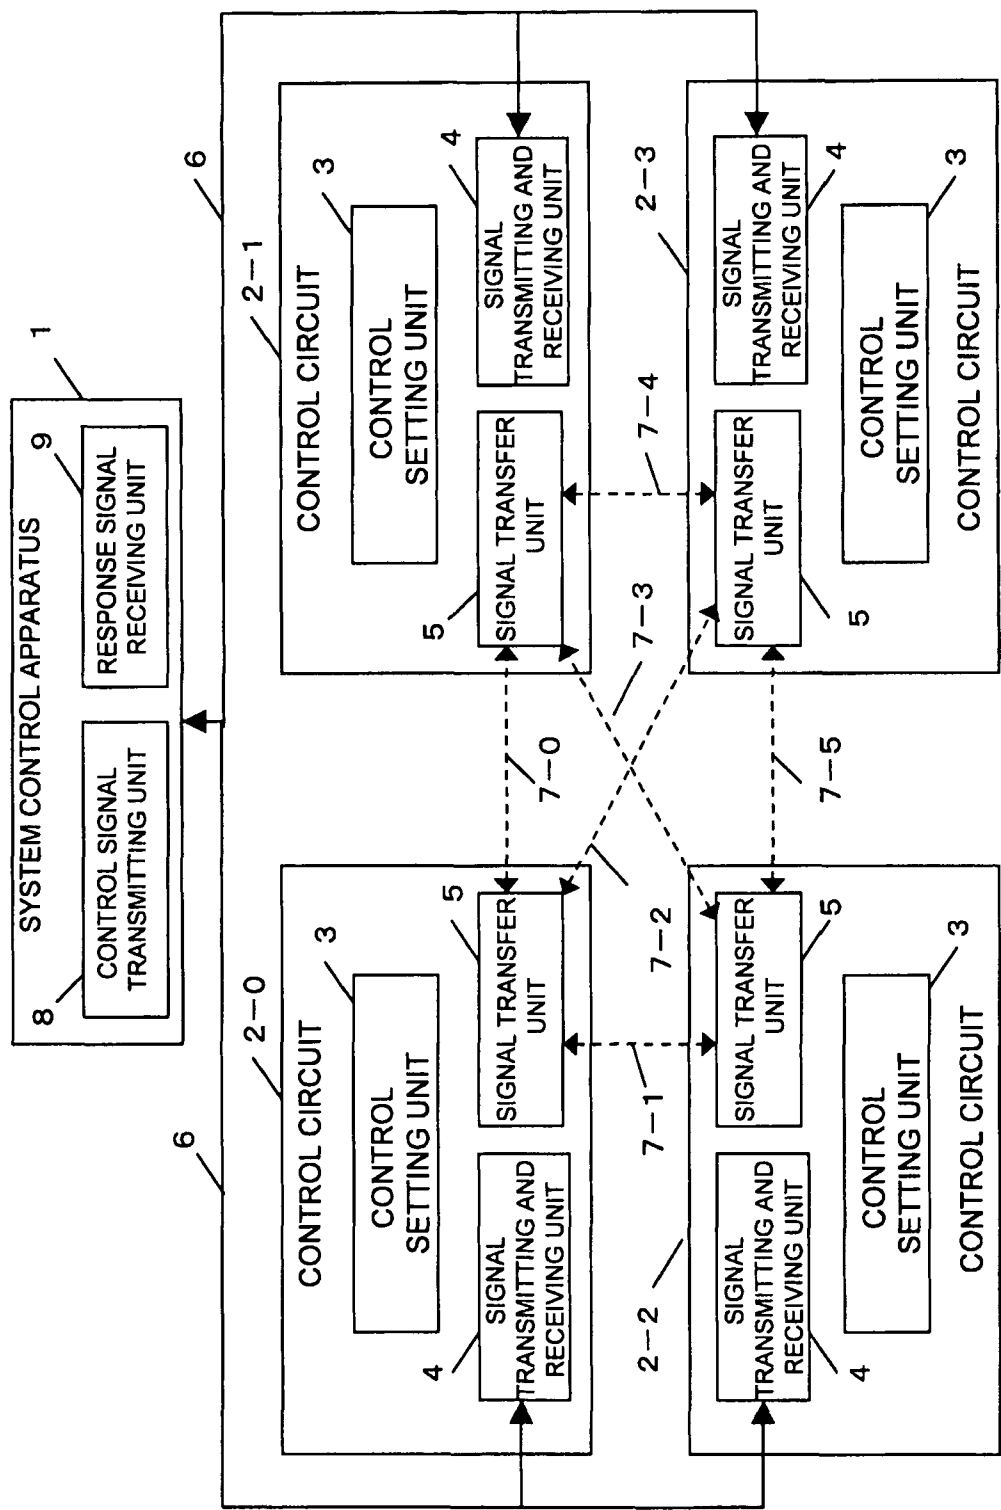 SYSTEM CONTROL APPARATUS
1
8
CONTROL SIGNAL
TRANSMITTING UNIT
9
RESPONSE SIGNAL
RECEIVING UNIT
6
6
2-0
CONTROL CIRCUIT
3
CONTROL
SETTING UNIT
4
SIGNAL
TRANSMITTING AND
RECEIVING UNIT
5
SIGNAL TRANSFER
UNIT
2-1
CONTROL CIRCUIT
3
CONTROL
SETTING UNIT
5
SIGNAL TRANSFER
UNIT
4
SIGNAL
TRANSMITTING AND
RECEIVING UNIT
7-0
7-1
7-2
7-3
7-4
7-5
2-2
SIGNAL
TRANSMITTING AND
RECEIVING UNIT
4
SIGNAL TRANSFER
UNIT
5
CONTROL
SETTING UNIT
3
CONTROL CIRCUIT
2-3
SIGNAL TRANSFER
UNIT
5
SIGNAL
TRANSMITTING AND
RECEIVING UNIT
4
CONTROL
SETTING UNIT
3
CONTROL CIRCUIT